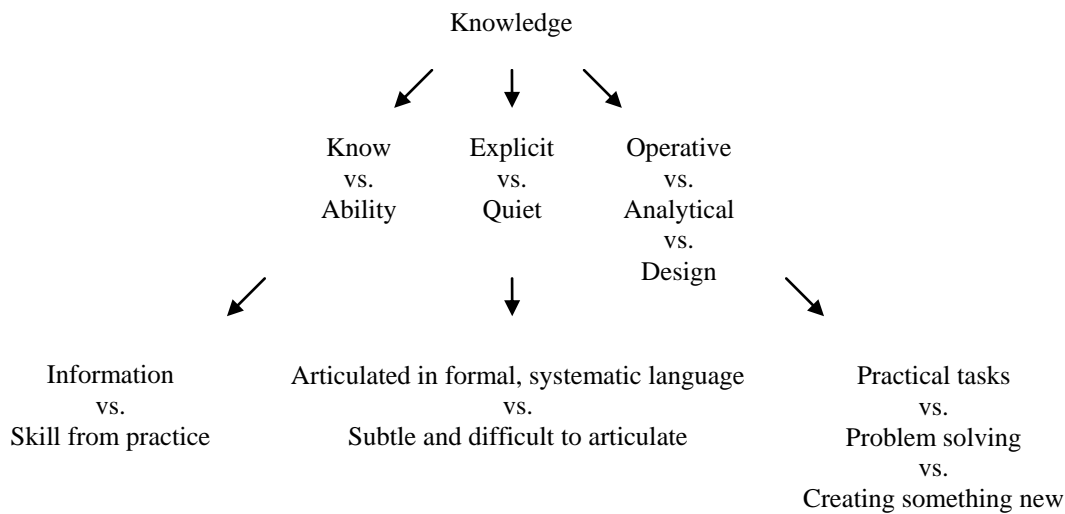 Knowledge
Know
vs.
Ability
Explicit
vs.
Quiet
Operative
vs.
Analytical
vs.
Design
Information
vs.
Skill from practice
Articulated in formal, systematic language
vs.
Subtle and difficult to articulate
Practical tasks
vs.
Problem solving
vs.
Creating something new